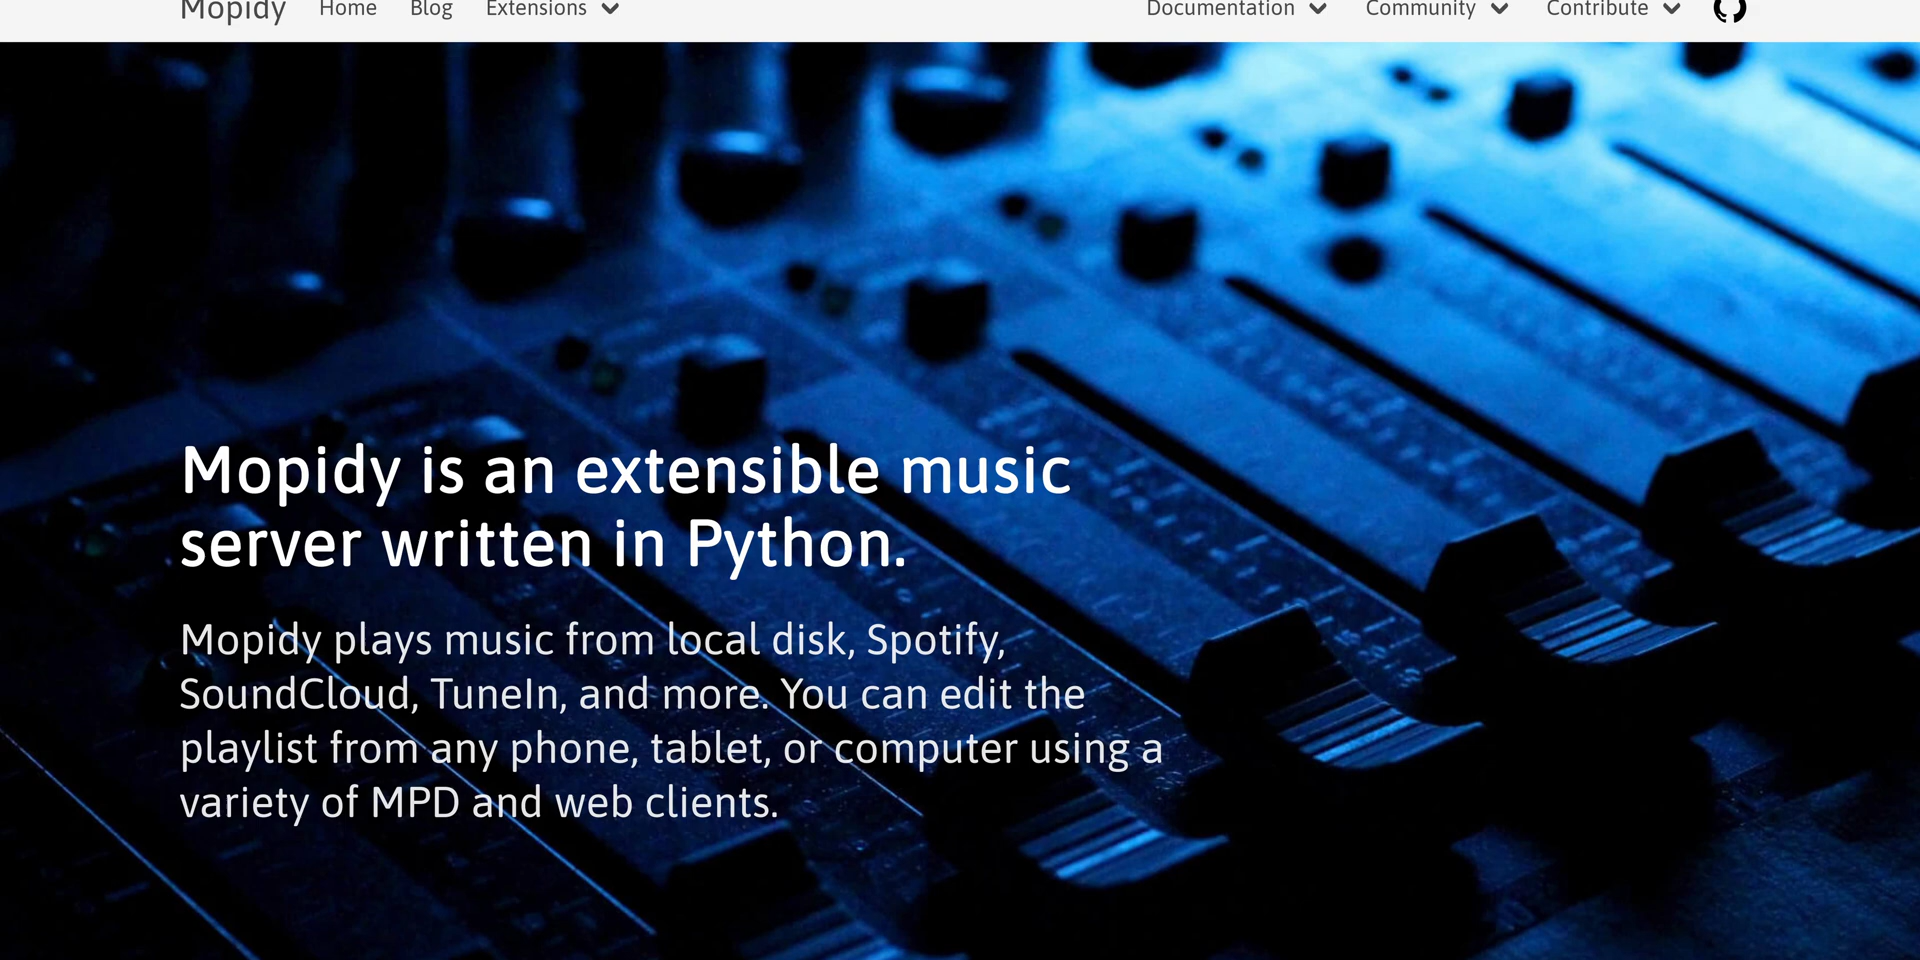 Mopidy Home Blog Extensions Documentation Community Contribute
Mopidy is an extensible music
server written in Python.
Mopidy plays music from local disk, Spotify,
SoundCloud, TuneIn, and more. You can edit the
playlist from any phone, tablet, or computer using a
variety of MPD and web clients.